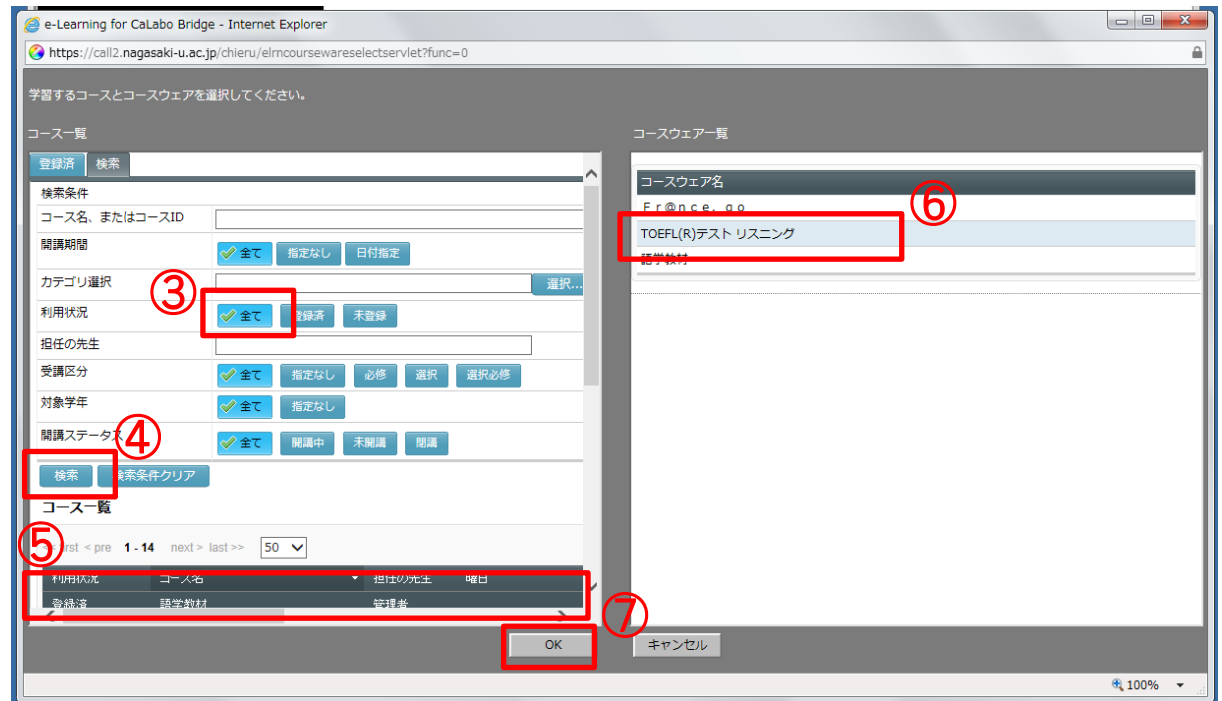 e-Learning for CaLabo Bridge - Internet Explorer
https://call2.nagasaki-u.ac.jp/chieru/elrncoursewareselectservlet?func=0
学習するコースとコースウェアを選択してください。
コース一覧
登録済 検索
検索条件
コース名、またはコースID
開講期間 全て 指定なし 日付指定
カテゴリ選択 選択...
③
利用状況 全て 登録済 未登録
担任の先生
受講区分 全て 指定なし 必修 選択 選択必修
対象学年 全て 指定なし
開講ステータス 全て 開講中 未開講 閉講
④
検索 検索条件クリア
コース一覧
⑤
first < pre 1 - 14 next > last >> 50
利用状況 コース名 担任の先生 曜日
登録済 語学教材 管理者
コースウェア一覧
コースウェア名
⑥
Fr@nce.go
TOEFL(R)テスト リスニング
語学教材
⑦
OK キャンセル
100%